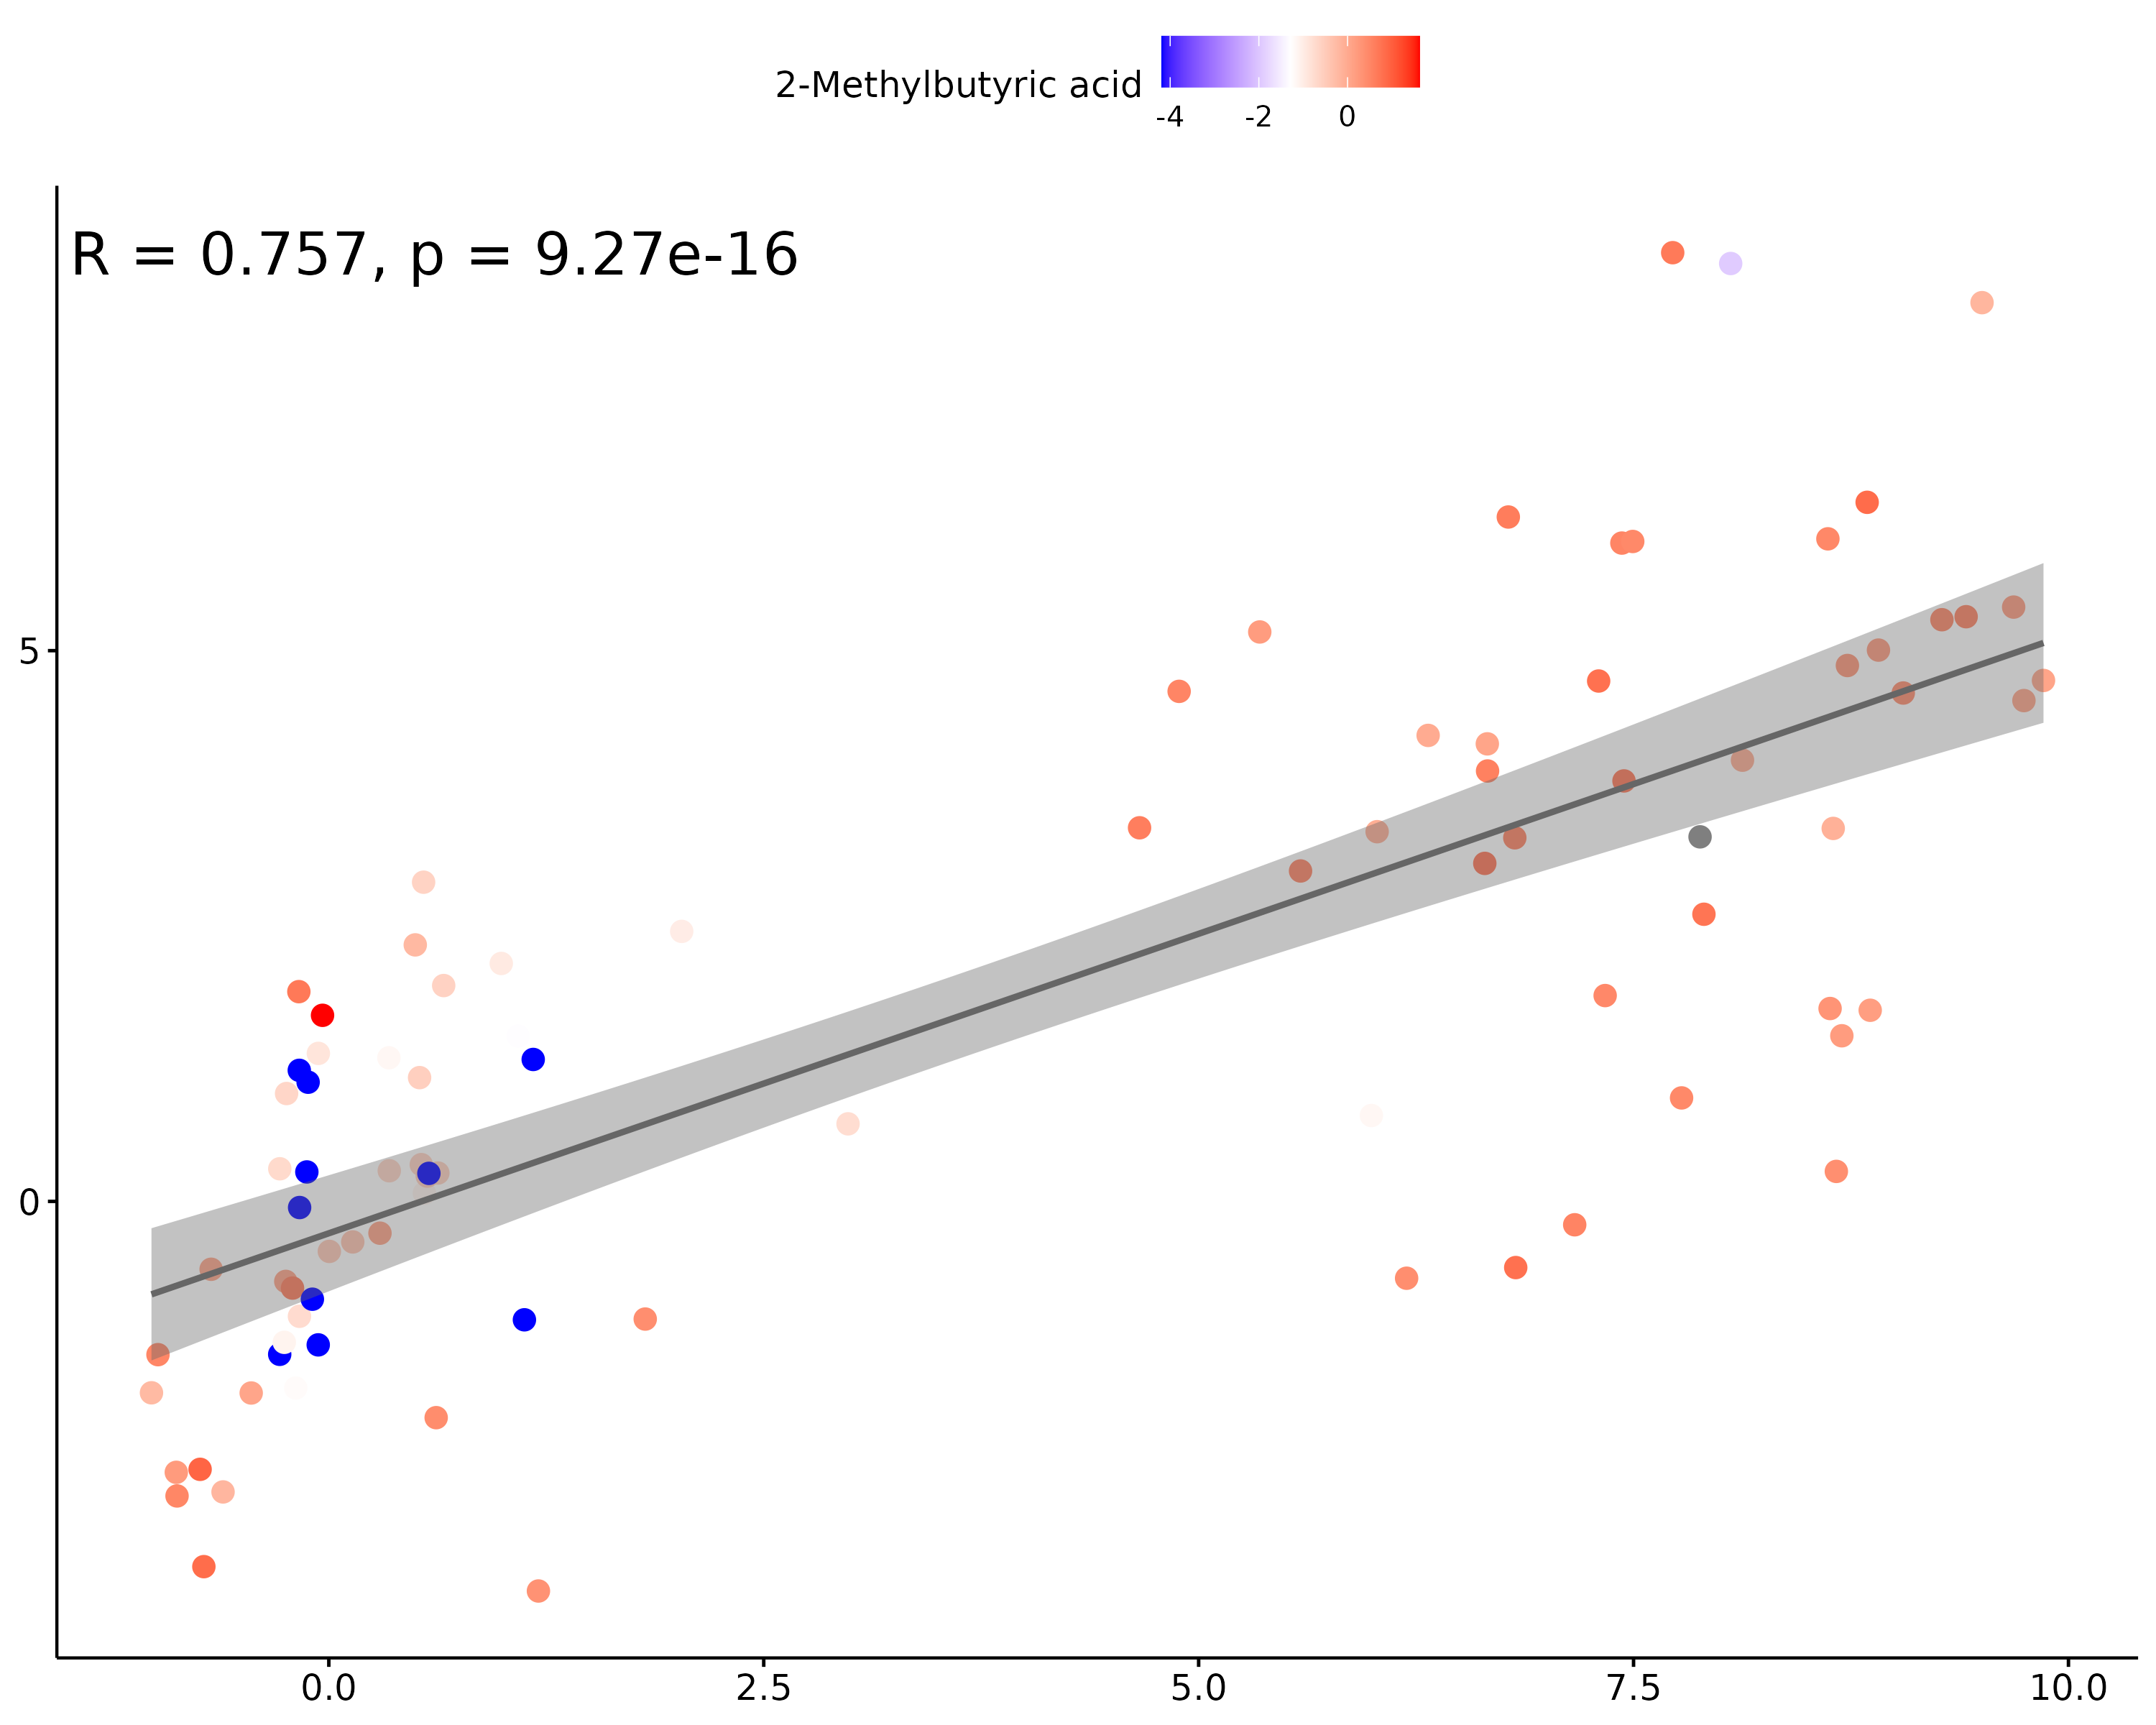 2-Methylbutyric acid
-4 -2 0
R = 0.757, p = 9.27e-16
5
0
0.0 2.5 5.0 7.5 10.0